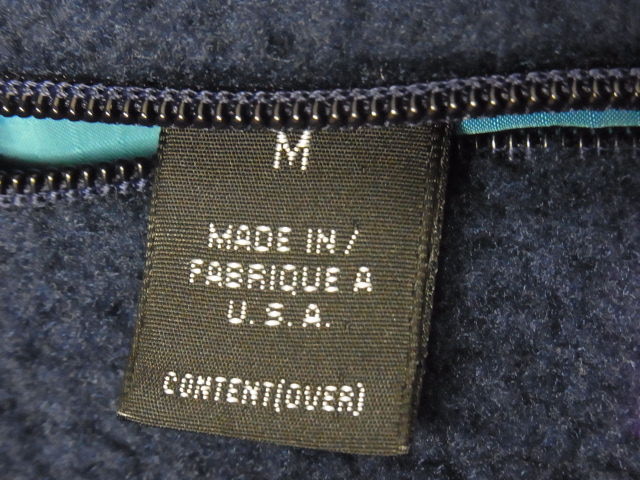 M
MADE IN/
FABRIQUE A
U.S.A.
CONTENT(OVER)